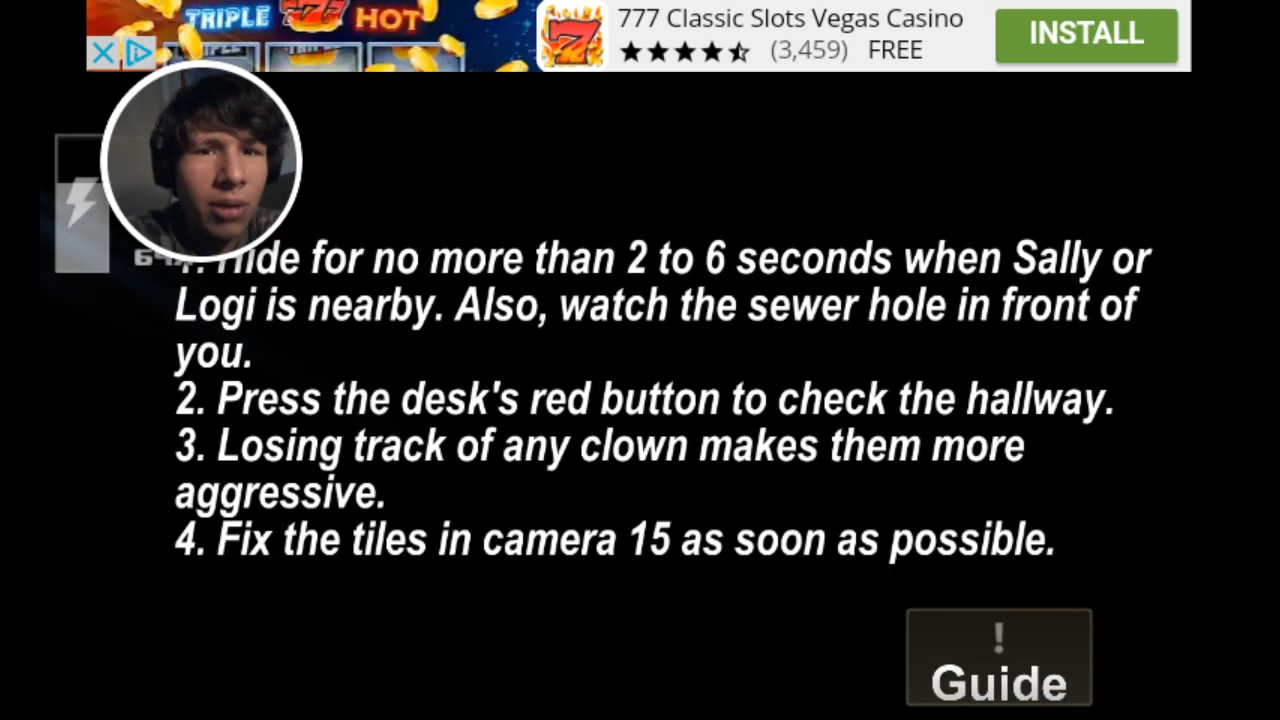 TRIPLE 777 HOT
777 Classic Slots Vegas Casino
(3,459) FREE
INSTALL
Hide for no more than 2 to 6 seconds when Sally or
Logi is nearby. Also, watch the sewer hole in front of
you.
2. Press the desk's red button to check the hallway.
3. Losing track of any clown makes them more
aggressive.
4. Fix the tiles in camera 15 as soon as possible.
!
Guide